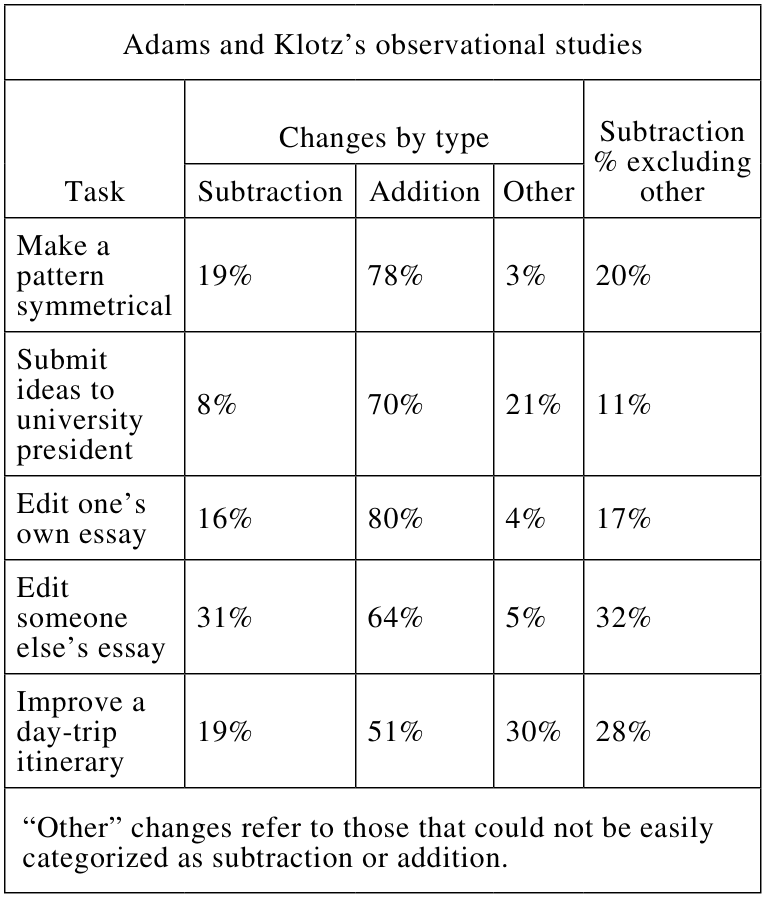 Adams and Klotz’s observational studies
Task
Changes by type
Subtraction
% excluding
other
Subtraction
Addition
Other
Make a
pattern
symmetrical
19%
78%
3%
20%
Submit
ideas to
university
president
8%
70%
21%
11%
Edit one’s
own essay
16%
80%
4%
17%
Edit
someone
else’s essay
31%
64%
5%
32%
Improve a
day-trip
itinerary
19%
51%
30%
28%
“Other” changes refer to those that could not be easily
categorized as subtraction or addition.